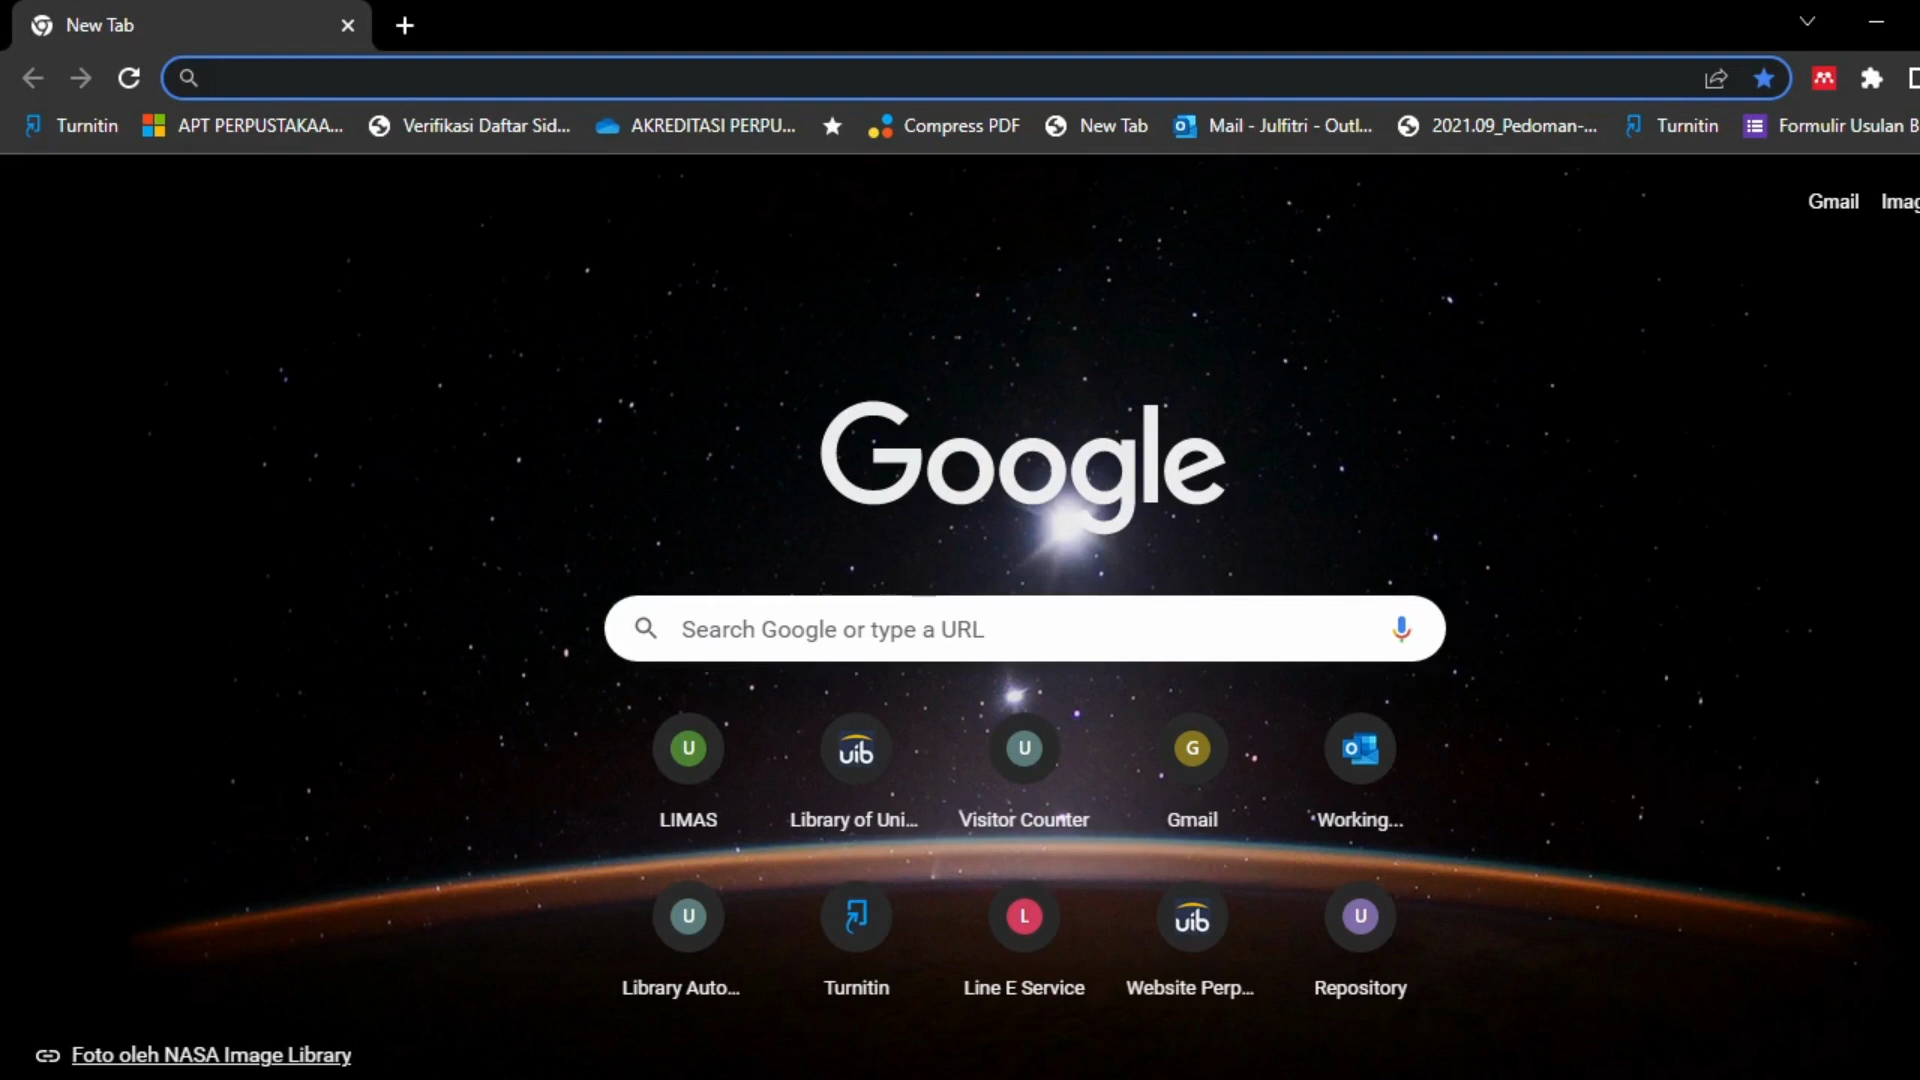 New Tab
Turnitin APT PERPUSTAKAA... Verifikasi Daftar Sid... AKREDITASI PERPU... Compress PDF New Tab Mail - Julfitri - Outl... 2021.09_Pedoman-... Turnitin Formulir Usulan B
Gmail Imag
Google
Search Google or type a URL
U uib U G
LIMAS Library of Uni... Visitor Counter Gmail Working...
U L uib U
Library Auto... Turnitin Line E Service Website Perp... Repository
Foto oleh NASA Image Library